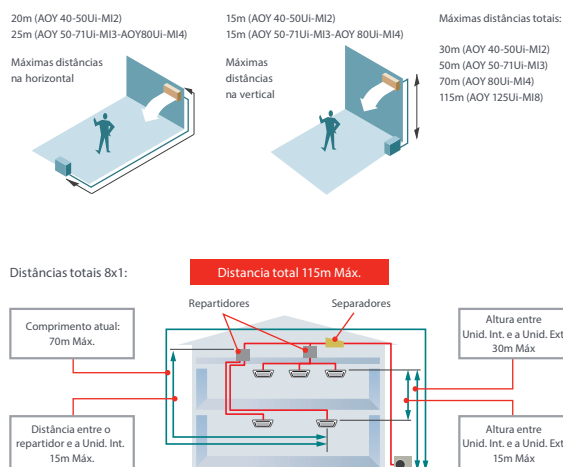 20m (AOY 40-50Ui-MI2)
25m (AOY 50-71Ui-MI3-AOY80Ui-MI4)
Máximas distâncias
na horizontal
15m (AOY 40-50Ui-MI2)
15m (AOY 50-71Ui-MI3-AOY 80Ui-MI4)
Máximas
distâncias
na vertical
Máximas distâncias totais:
30m (AOY 40-50Ui-MI2)
50m (AOY 50-71Ui-MI3)
70m (AOY 80Ui-MI4)
115m (AOY 125Ui-MI8)
Distâncias totais 8x1:
Distancia total 115m Máx.
Repartidores
Separadores
Comprimento atual:
70m Máx.
Distância entre o
repartidor e a Unid. Int.
15m Máx.
Altura entre
Unid. Int. e a Unid. Ext
30m Máx
Altura entre
Unid. Int. e a Unid. Ext
15m Máx